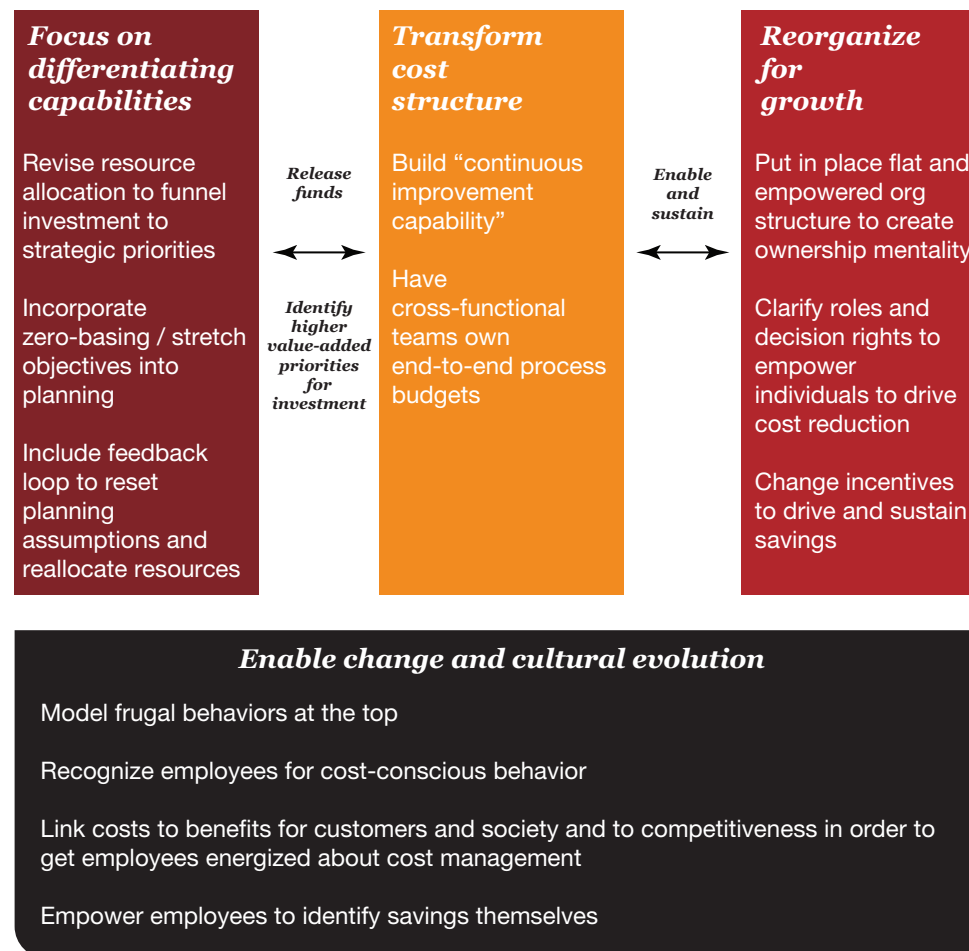 Focus on
differentiating
capabilities
Revise resource
allocation to funnel
investment to
strategic priorities
Incorporate
zero-basing / stretch
objectives into
planning
Include feedback
loop to reset
planning
assumptions and
reallocate resources
Release
funds
Identify
higher
value-added
priorities
for
investment
Transform
cost
structure
Build “continuous
improvement
capability”
Have
cross-functional
teams own
end-to-end process
budgets
Enable
and
sustain
Reorganize
for
growth
Put in place flat and
empowered org
structure to create
ownership mentality
Clarify roles and
decision rights to
empower
individuals to drive
cost reduction
Change incentives
to drive and sustain
savings
Enable change and cultural evolution
Model frugal behaviors at the top
Recognize employees for cost-conscious behavior
Link costs to benefits for customers and society and to competitiveness in order to
get employees energized about cost management
Empower employees to identify savings themselves